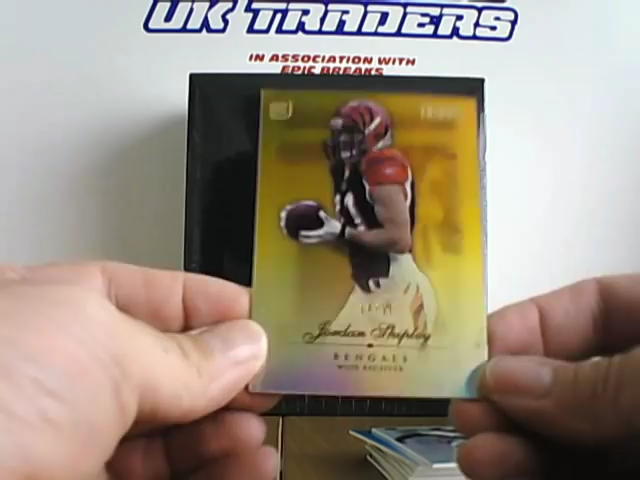 UK TRADERS
IN ASSOCIATION WITH
EPIC BREAKS
Jordan Shipley
BENGALS
WIDE RECEIVER